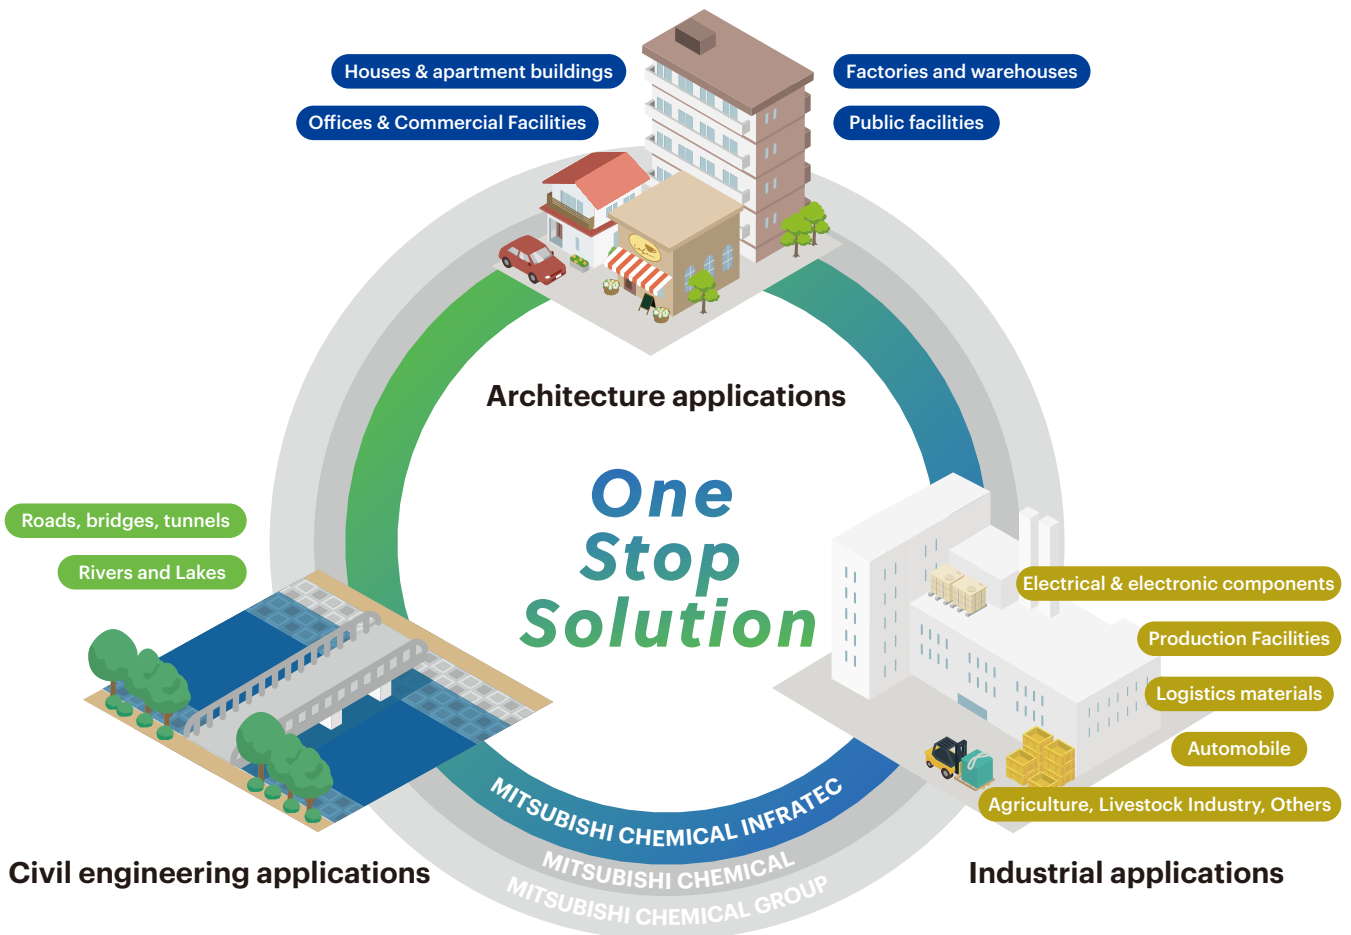 Houses & apartment buildings
Factories and warehouses
Offices & Commercial Facilities
Public facilities
Architecture applications
One
Stop
Solution
Roads, bridges, tunnels
Rivers and Lakes
Electrical & electronic components
Production Facilities
Logistics materials
Automobile
Agriculture, Livestock Industry, Others
MITSUBISHI CHEMICAL INFRATEC
MITSUBISHI CHEMICAL
MITSUBISHI CHEMICAL GROUP
Civil engineering applications
Industrial applications